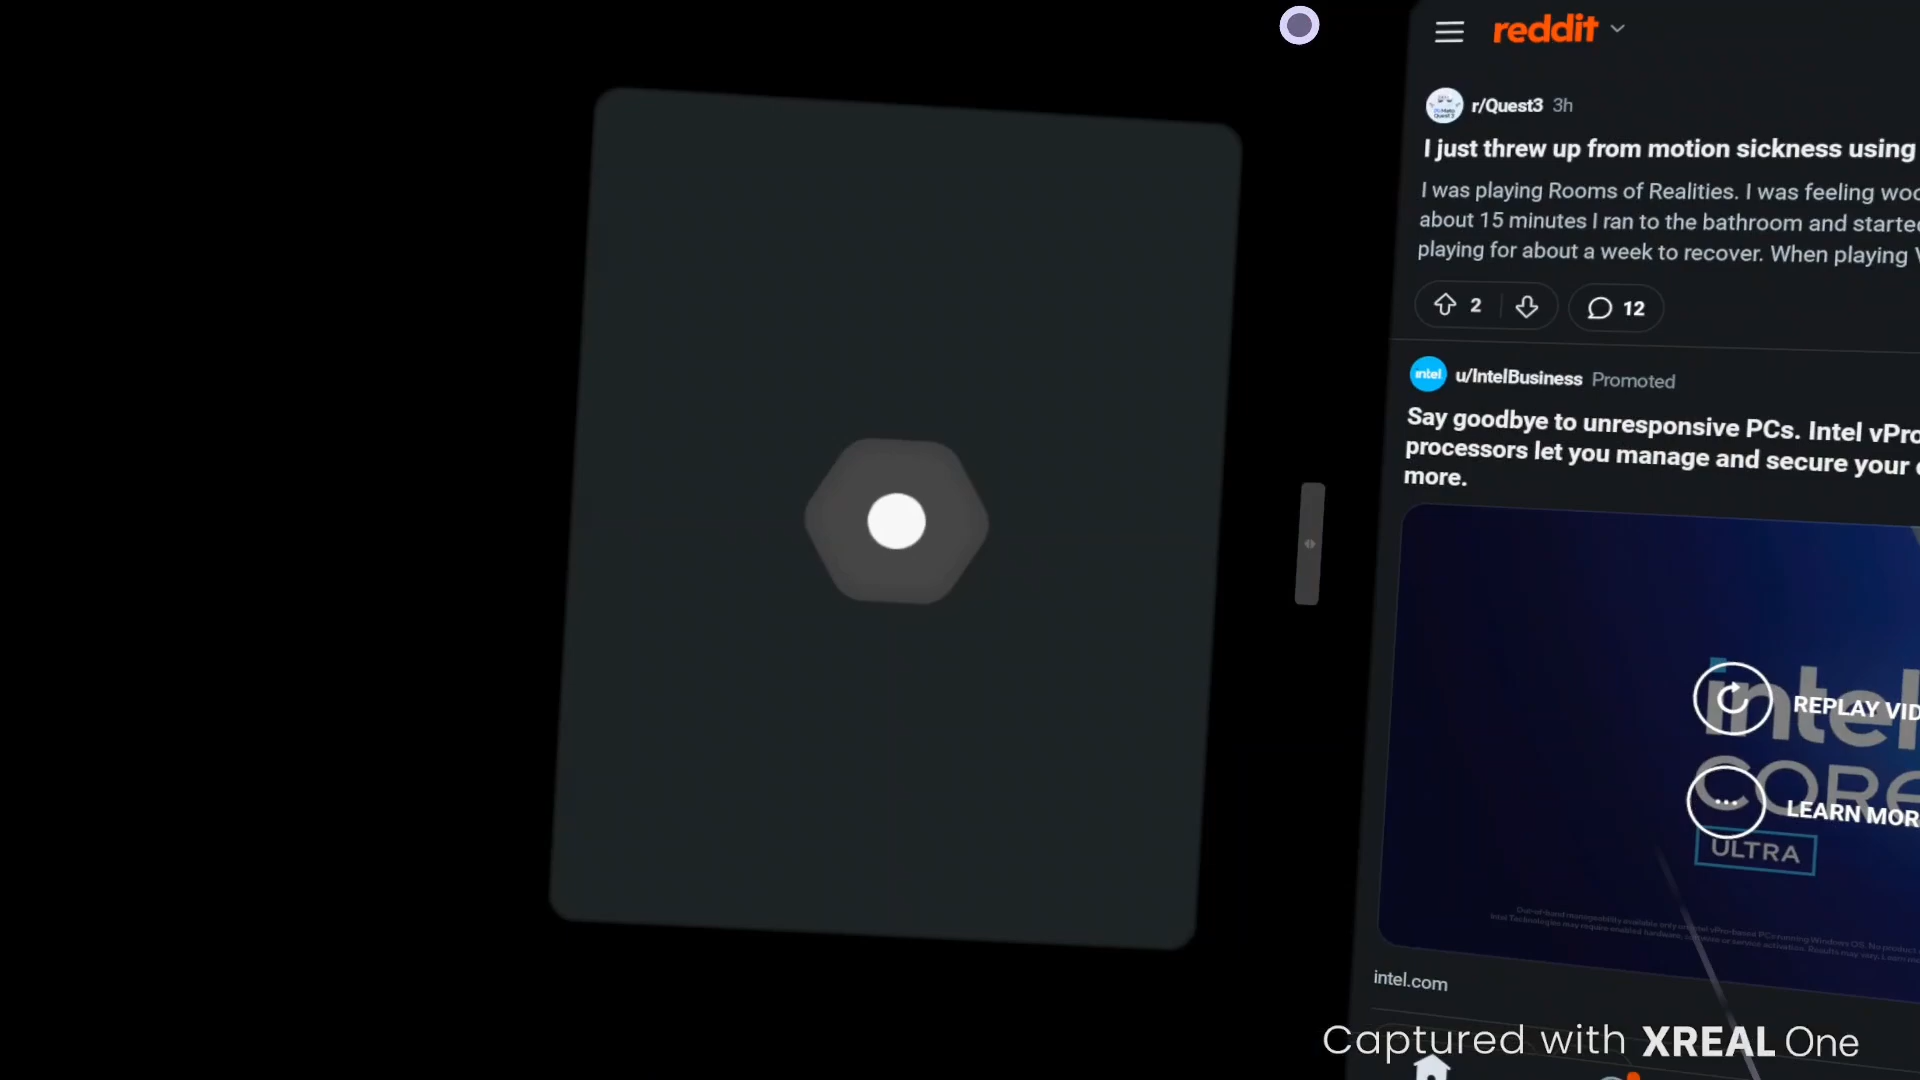 reddit
r/Quest3 3h
I just threw up from motion sickness using
I was playing Rooms of Realities. I was feeling
about 15 minutes I ran to the bathroom and
playing for about a week to recover. When playing
2
12
intel
u/IntelBusiness Promoted
Say goodbye to unresponsive PCs. Intel
processors let you manage and secure your
more.
REPLAY
intel
CORE
LEARN
ULTRA
intel.com
Captured with XREAL One